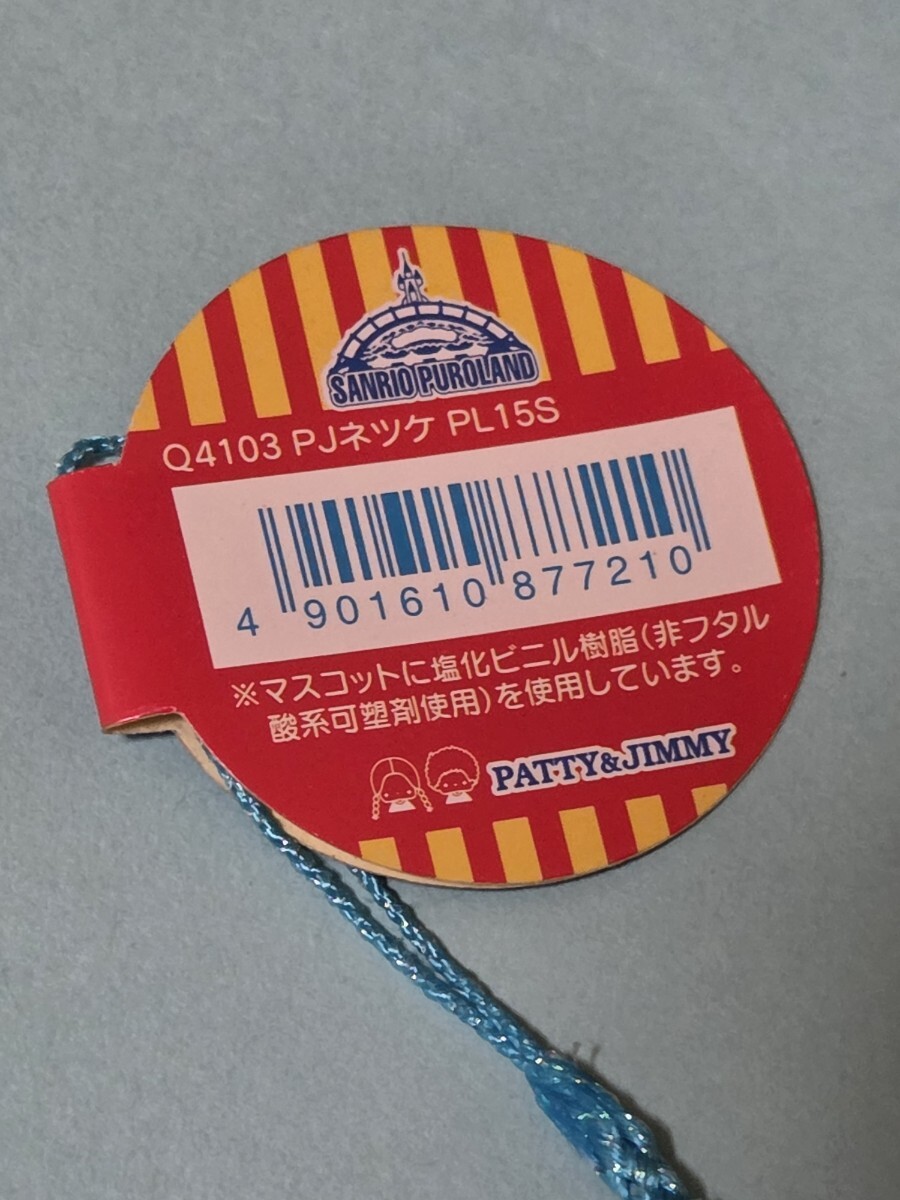 SANRIO PUROLAND
Q4103 PJネツケ PL15S
4 901610 877210
※マスコットに塩化ビニル樹脂(非フタル
酸系可塑剤使用)を使用しています。
PATTY&JIMMY